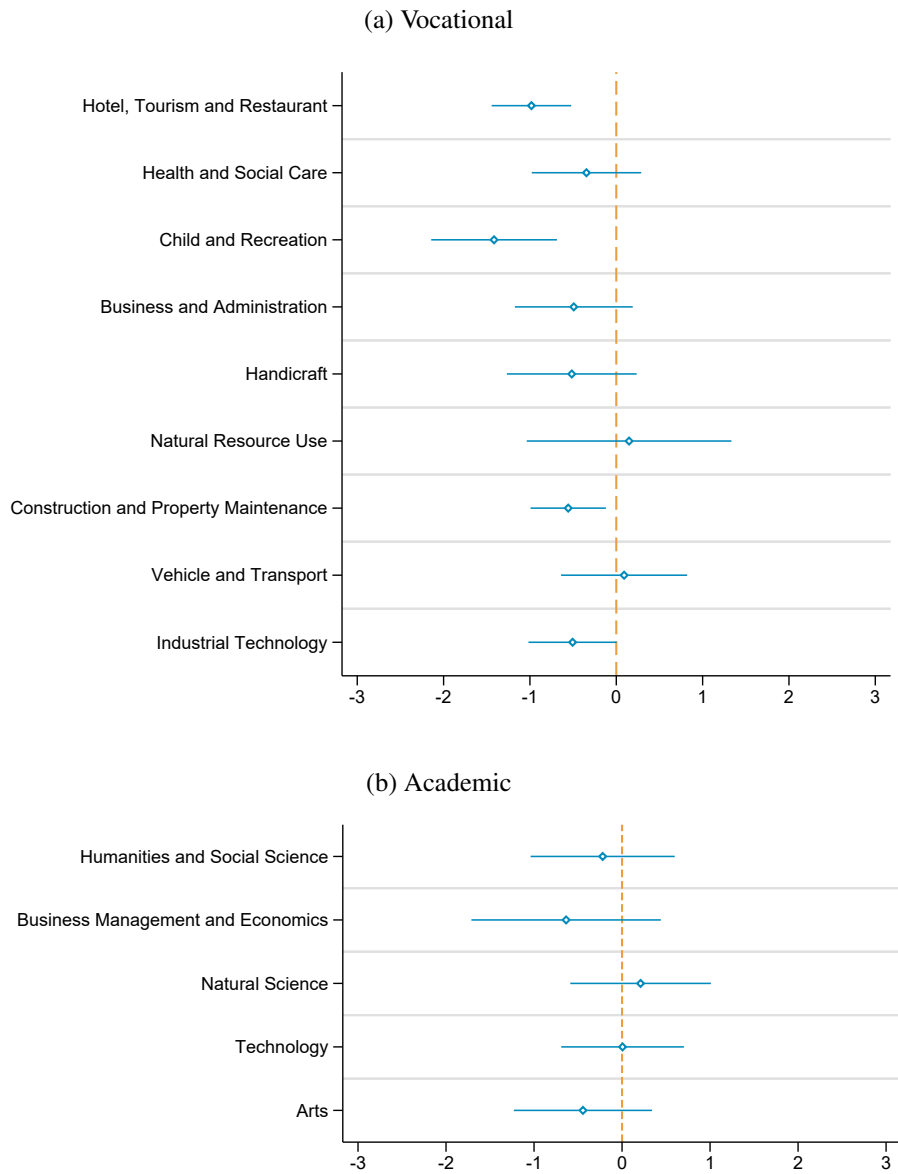 (a) Vocational
Hotel, Tourism and Restaurant
Health and Social Care
Child and Recreation
Business and Administration
Handicraft
Natural Resource Use
Construction and Property Maintenance
Vehicle and Transport
Industrial Technology
-3 -2 -1 0 1 2 3
(b) Academic
Humanities and Social Science
Business Management and Economics
Natural Science
Technology
Arts
-3 -2 -1 0 1 2 3